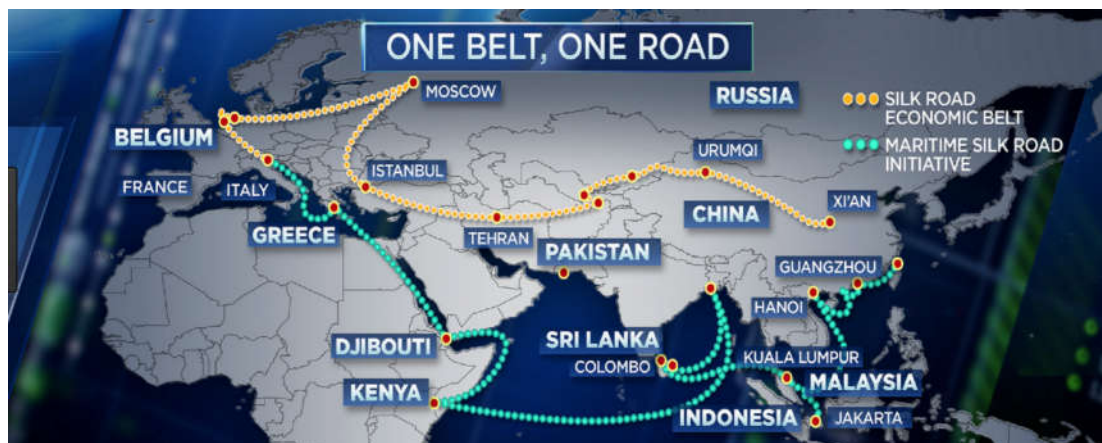 ONE BELT, ONE ROAD
MOSCOW
RUSSIA
SILK ROAD
ECONOMIC BELT
MARITIME SILK ROAD
INITIATIVE
BELGIUM
URUMQI
ISTANBUL
FRANCE
ITALY
XI'AN
CHINA
GREECE
TEHRAN
PAKISTAN
GUANGZHOU
HANOI
DJIBOUTI
SRI LANKA
COLOMBO
KUALA LUMPUR
MALAYSIA
KENYA
INDONESIA
JAKARTA